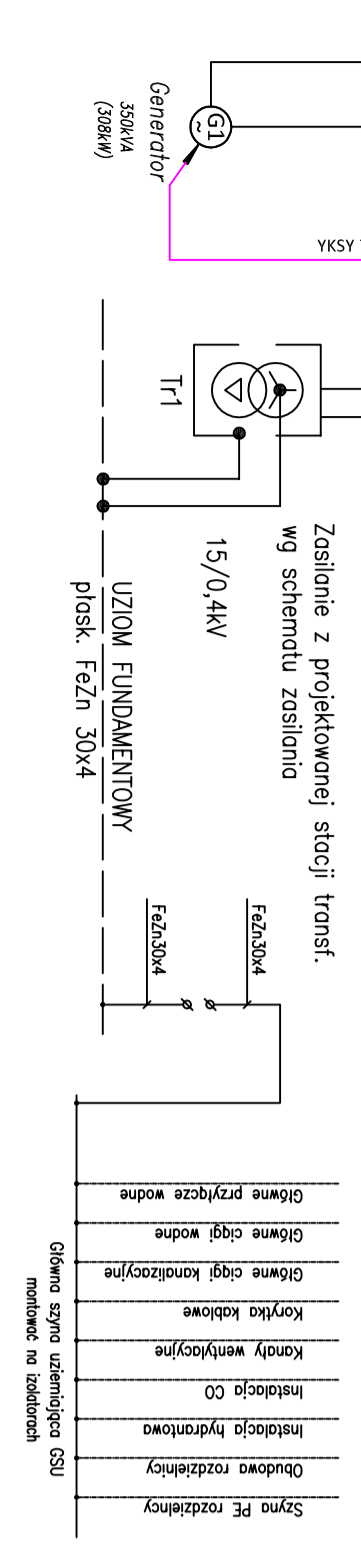 G1
~
Generator
350kVA
(308kW)
YKSY
Tr1
15/0,4kV
Zasilanie z projektowanej stacji transf.
wg schematu zasilania
UZIOM FUNDAMENTOWY
płask. FeZn 30x4
FeZn30x4
FeZn30x4
Główne przyłącze wodne
Główne ciągi wodne
Główne ciągi kanalizacyjne
Korytka kablowe
Kanały wentylacyjne
Instalacja CO
Instalacja hydrantowa
Obudowa rozdzielnicy
Szyna PE rozdzielnicy
Główna szyna uziemiająca GSU
montować na izolatorach